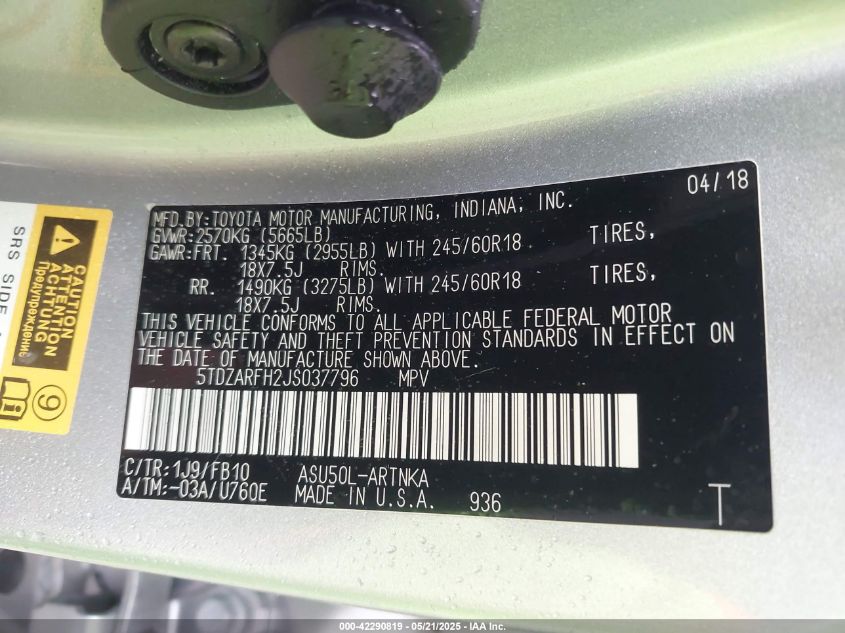 04/18
MFD. BY:TOYOTA MOTOR MANUFACTURING, INDIANA, INC.
GVWR:2570KG (5665LB)
GAWR:FRT. 1345KG (2955LB) WITH 245/60R18 TIRES,
18X7.5J RIMS.
RR. 1490KG (3275LB) WITH 245/60R18 TIRES,
18X7.5J RIMS.
THIS VEHICLE CONFORMS TO ALL APPLICABLE FEDERAL MOTOR
VEHICLE SAFETY AND THEFT PREVENTION STANDARDS IN EFFECT ON
THE DATE OF MANUFACTURE SHOWN ABOVE.
5TDZARFH2JS037796 MPV
C/TR:1J9/FB10 ASU50L-ARTNKA
A/TM:-03A/U760E MADE IN U.S.A. 936
T
CAUTION
ATTENTION
ACHTUNG
Предупреждение
SRS SIDE
9
000-42290819 - 05/21/2025 - IAA Inc.